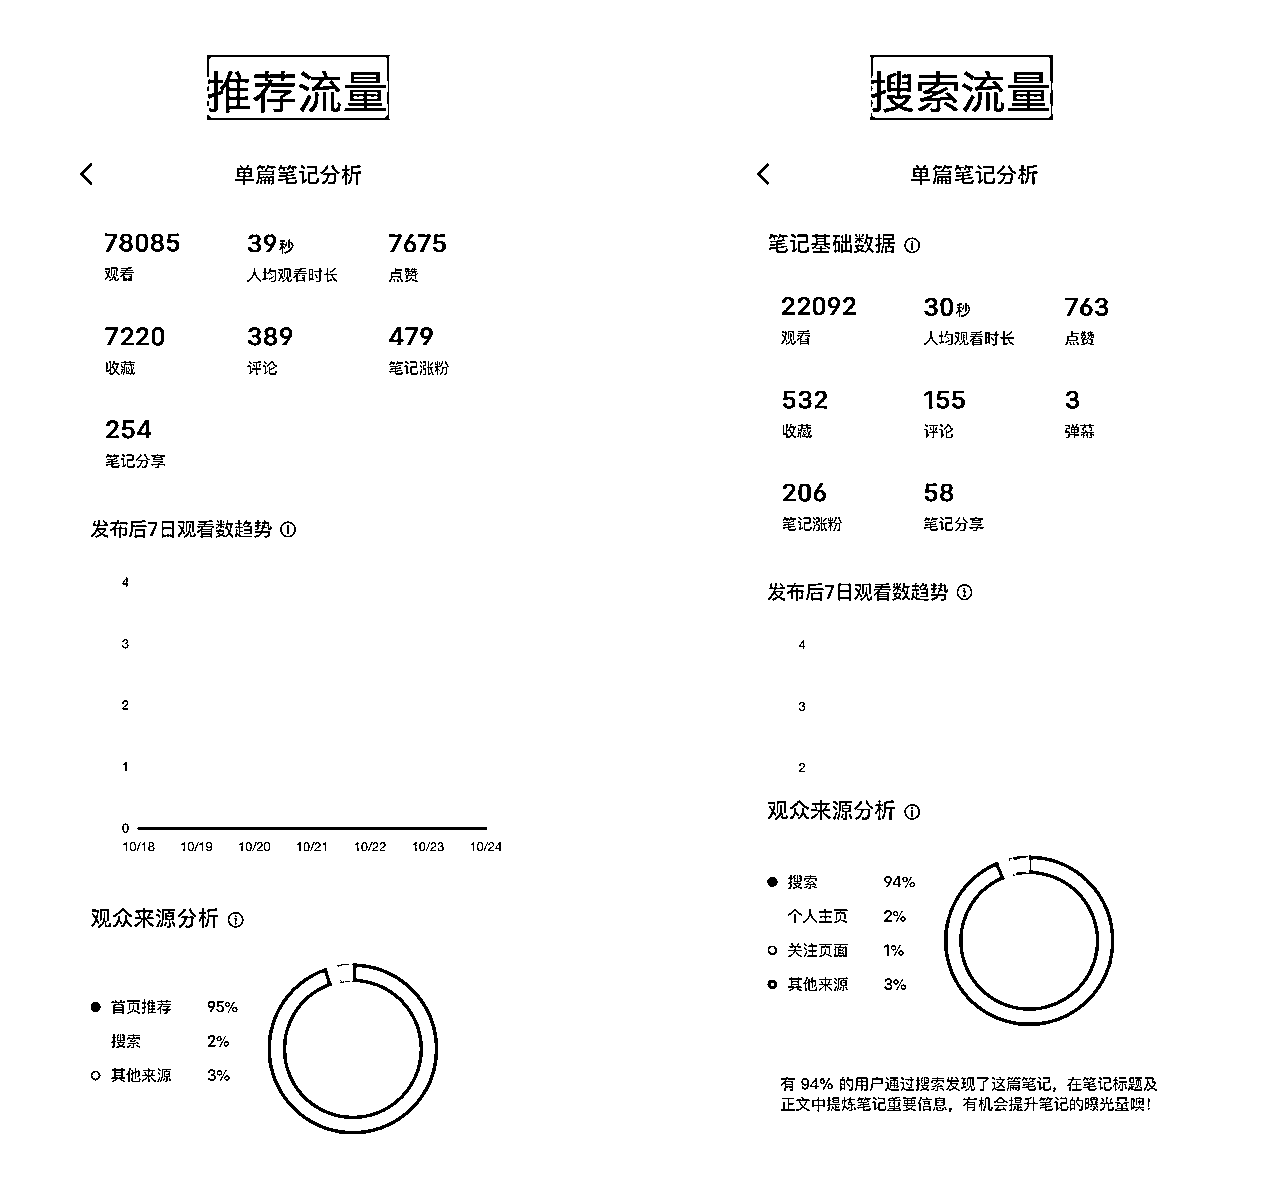 推荐流量
单篇笔记分析
78085 39秒 7675
观看 人均观看时长 点赞
7220 389 479
收藏 评论 笔记涨粉
254
笔记分享
发布后7日观看数趋势
4
3
2
1
0
10/18 10/19 10/20 10/21 10/22 10/23 10/24
观众来源分析
首页推荐 95%
搜索 2%
其他来源 3%
搜索流量
单篇笔记分析
笔记基础数据
22092 30秒 763
观看 人均观看时长 点赞
532 155 3
收藏 评论 弹幕
206 58
笔记涨粉 笔记分享
发布后7日观看数趋势
4
3
2
观众来源分析
搜索 94%
个人主页 2%
关注页面 1%
其他来源 3%
有 94% 的用户通过搜索发现了这篇笔记，在笔记标题及
正文中提炼笔记重要信息，有机会提升笔记的曝光量噢！